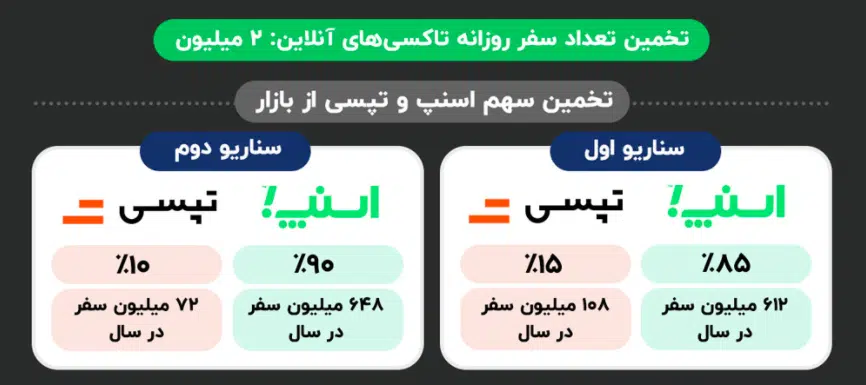 تخمین تعداد سفر روزانه تاکسی‌های آنلاین: ۲ میلیون
تخمین سهم اسنپ و تپسی از بازار
سناریو اول
اسنپ!
تپسی
٪۸۵
٪۱۵
۶۱۲ میلیون سفر
در سال
۱۰۸ میلیون سفر
در سال
سناریو دوم
اسنپ!
تپسی
٪۹۰
٪۱۰
۶۴۸ میلیون سفر
در سال
۷۲ میلیون سفر
در سال